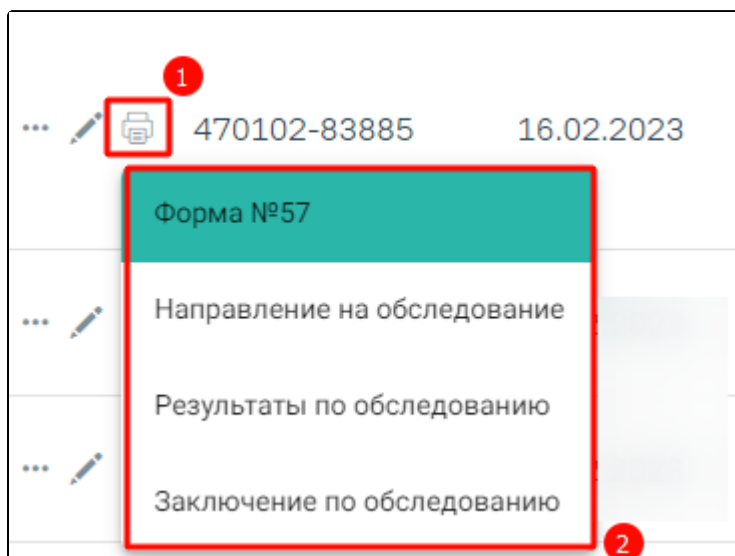 1
470102-83885 16.02.2023
Форма №57
Направление на обследование
Результаты по обследованию
Заключение по обследованию
2